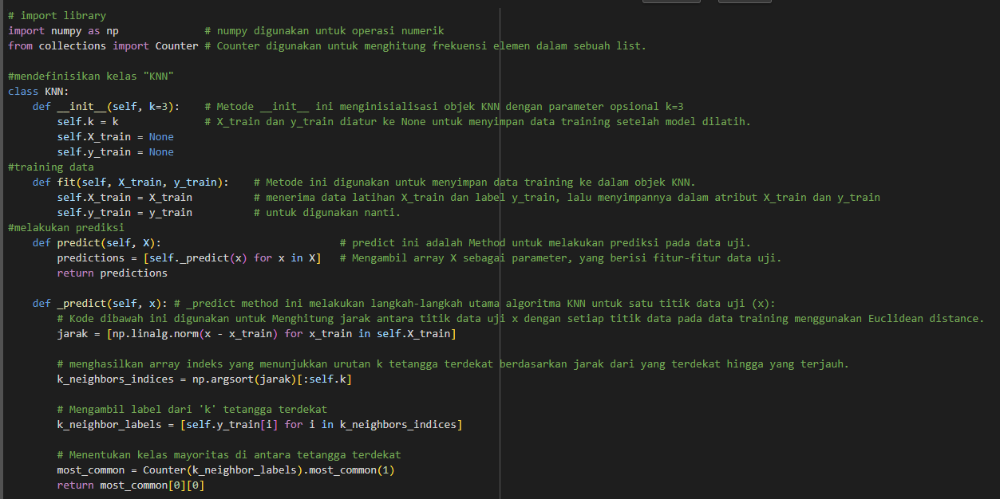 # import library
import numpy as np              # numpy digunakan untuk operasi numerik
from collections import Counter # Counter digunakan untuk menghitung frekuensi elemen dalam sebuah list.

#mendefinisikan kelas "KNN"
class KNN:
    def __init__(self, k=3):    # Metode __init__ ini menginisialisasi objek KNN dengan parameter opsional k=3
        self.k = k              # X_train dan y_train diatur ke None untuk menyimpan data training setelah model dilatih.
        self.X_train = None
        self.y_train = None
#training data
    def fit(self, X_train, y_train):    # Metode ini digunakan untuk menyimpan data training ke dalam objek KNN.
        self.X_train = X_train          # menerima data latihan X_train dan label y_train, lalu menyimpannya dalam atribut X_train dan y_train
        self.y_train = y_train          # untuk digunakan nanti.
#melakukan prediksi
    def predict(self, X):                             # predict ini adalah Method untuk melakukan prediksi pada data uji.
        predictions = [self._predict(x) for x in X]   # Mengambil array X sebagai parameter, yang berisi fitur-fitur data uji.
        return predictions

    def _predict(self, x): # _predict method ini melakukan langkah-langkah utama algoritma KNN untuk satu titik data uji (x):
        # Kode dibawah ini digunakan untuk Menghitung jarak antara titik data uji x dengan setiap titik data pada data training menggunakan Euclidean distance.
        jarak = [np.linalg.norm(x - x_train) for x_train in self.X_train]

        # menghasilkan array indeks yang menunjukkan urutan k tetangga terdekat berdasarkan jarak dari yang terdekat hingga yang terjauh.
        k_neighbors_indices = np.argsort(jarak)[:self.k]

        # Mengambil label dari 'k' tetangga terdekat
        k_neighbor_labels = [self.y_train[i] for i in k_neighbors_indices]

        # Menentukan kelas mayoritas di antara tetangga terdekat
        most_common = Counter(k_neighbor_labels).most_common(1)
        return most_common[0][0]